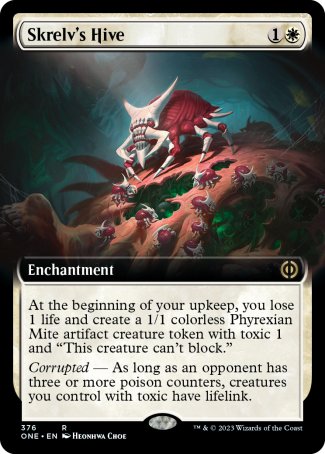 Skrelv's Hive 1
Enchantment
At the beginning of your upkeep, you lose
1 life and create a 1/1 colorless Phyrexian
Mite artifact creature token with toxic 1
and “This creature can’t block.”
Corrupted — As long as an opponent has
three or more poison counters, creatures
you control with toxic have lifelink.
376 R
ONE • EN Heonhwa Choe
™ & © 2023 Wizards of the Coast